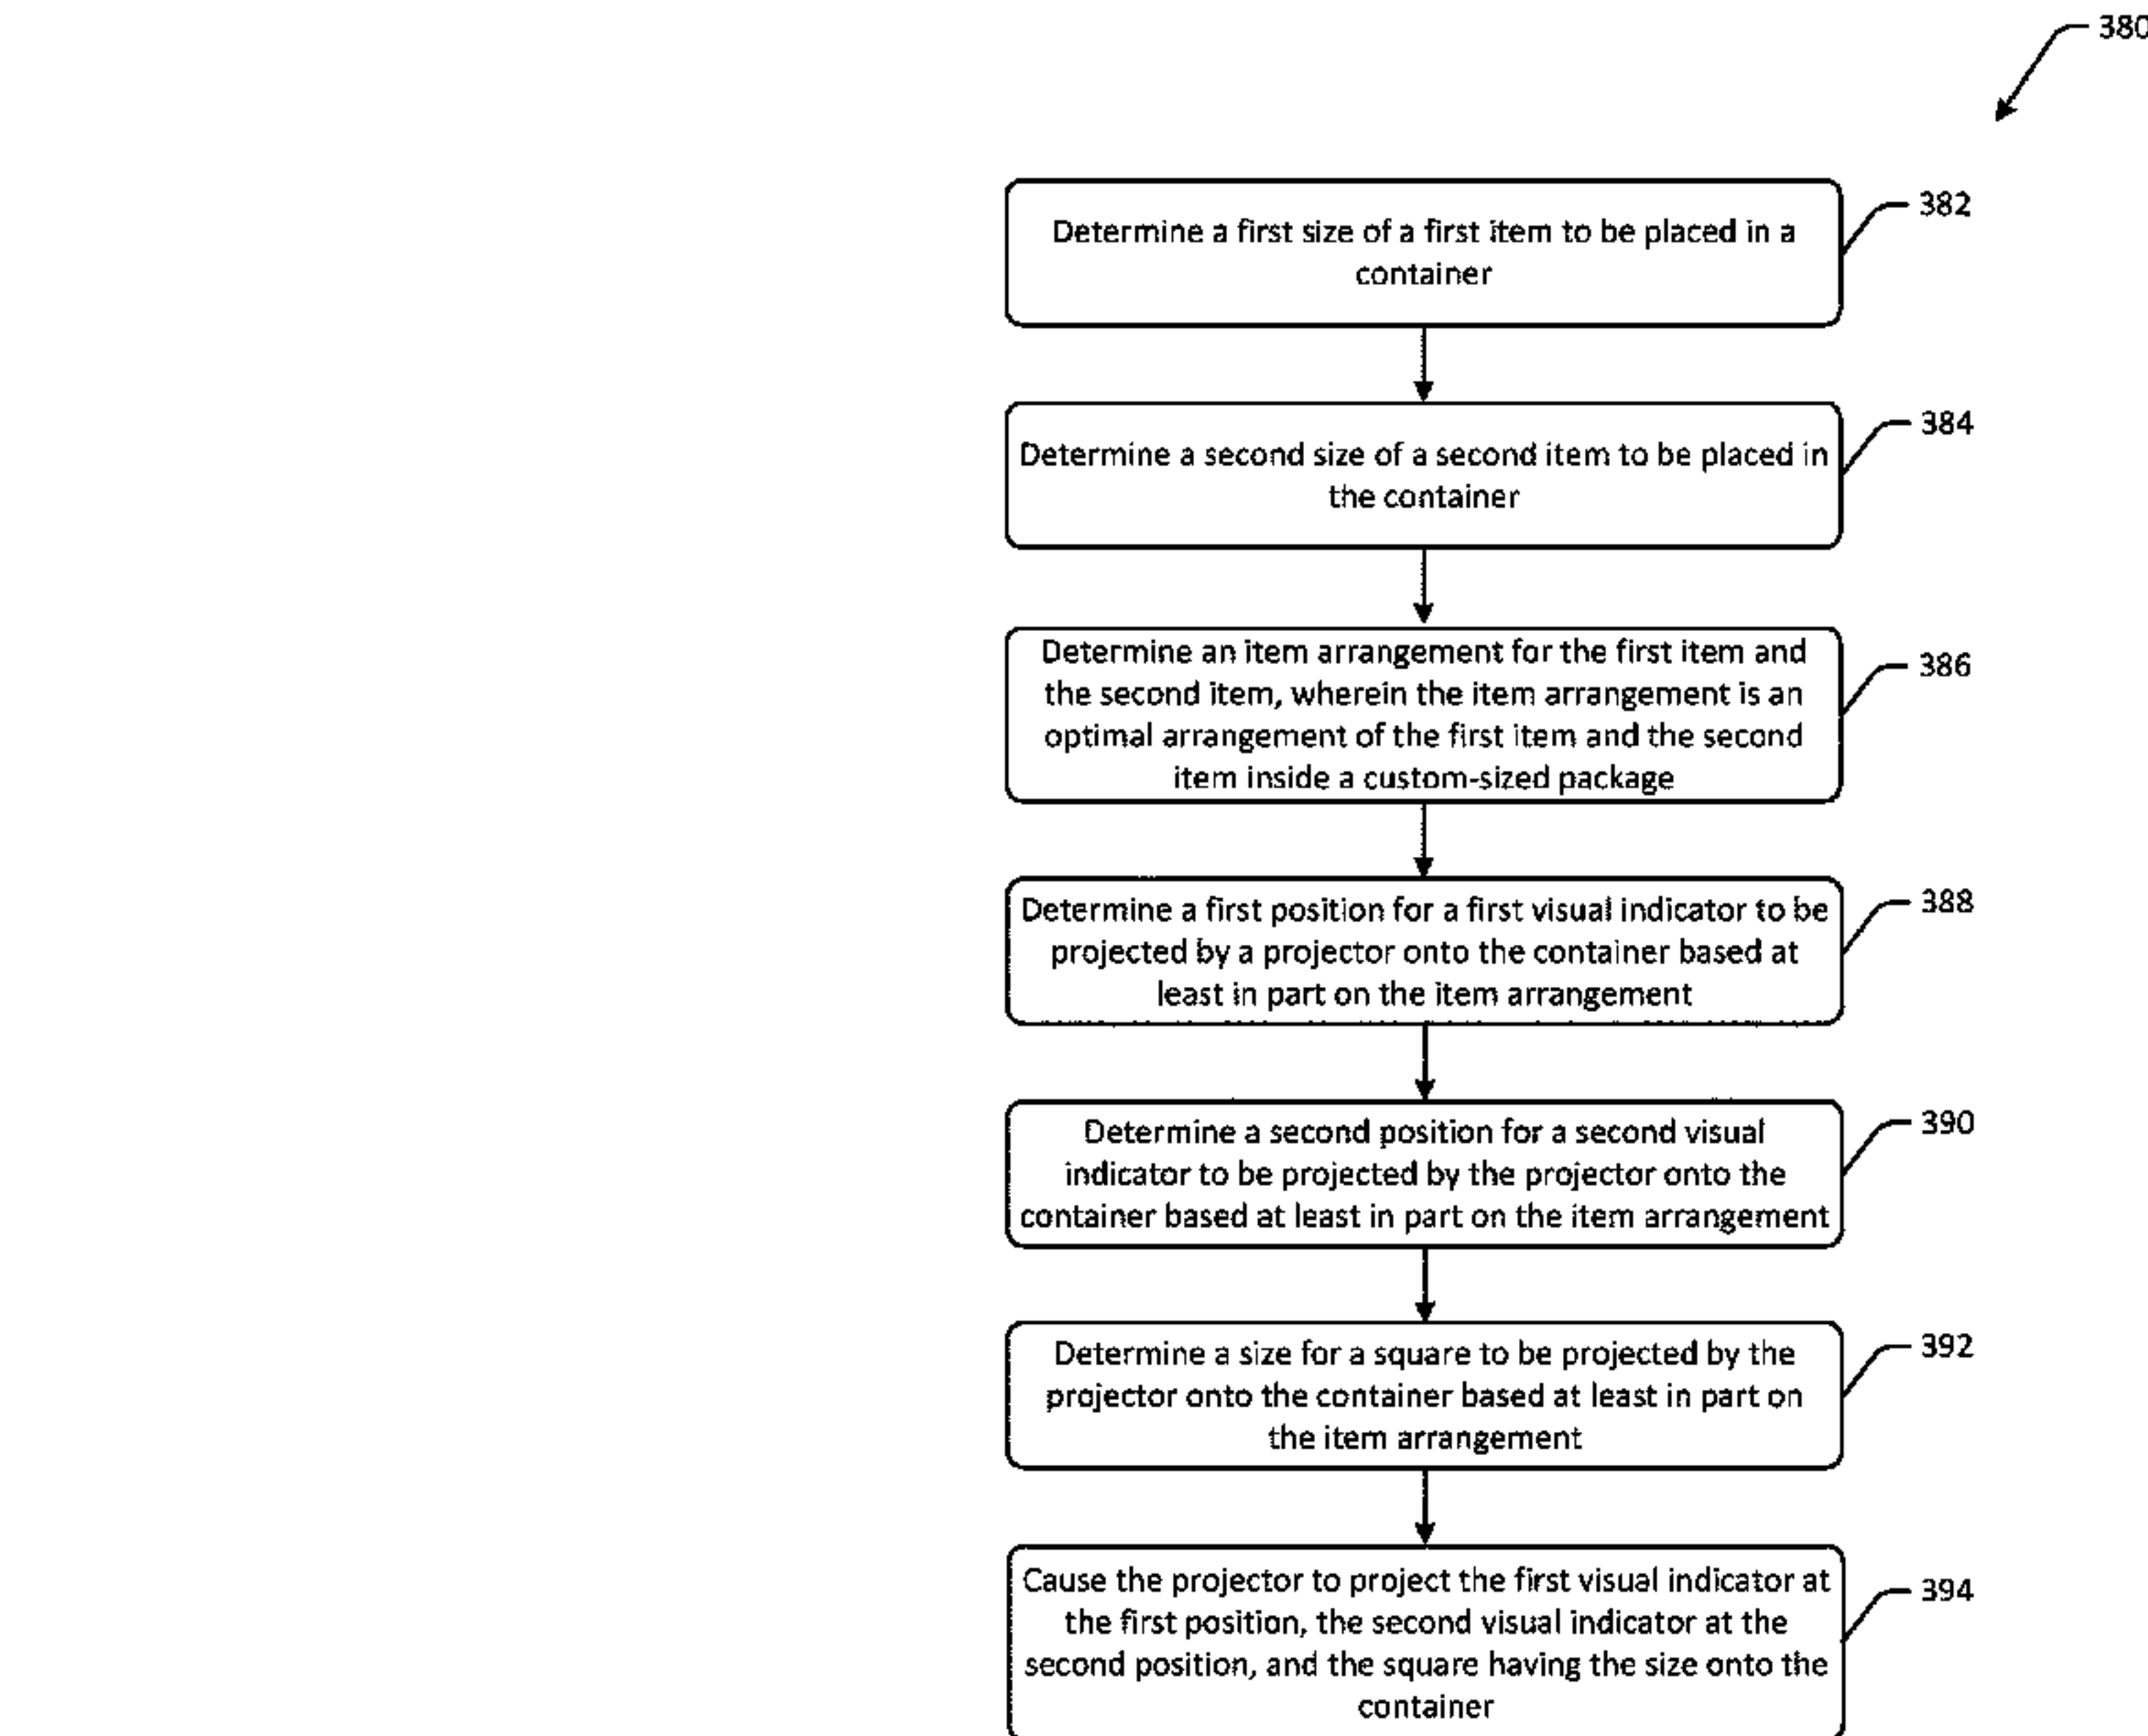 380
Determine a first size of a first item to be placed in a
container
382
Determine a second size of a second item to be placed in
the container
384
Determine an item arrangement for the first item and
the second item, wherein the item arrangement is an
optimal arrangement of the first item and the second
item inside a custom-sized package
386
Determine a first position for a first visual indicator to be
projected by a projector onto the container based at
least in part on the item arrangement
388
Determine a second position for a second visual
indicator to be projected by the projector onto the
container based at least in part on the item arrangement
390
Determine a size for a square to be projected by the
projector onto the container based at least in part on
the item arrangement
392
Cause the projector to project the first visual indicator at
the first position, the second visual indicator at the
second position, and the square having the size onto the
container
394